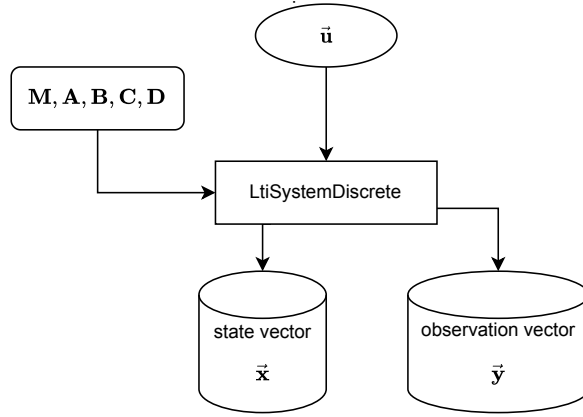 u⃗
M, A, B, C, D
LtiSystemDiscrete
state vector
x⃗
observation vector
y⃗